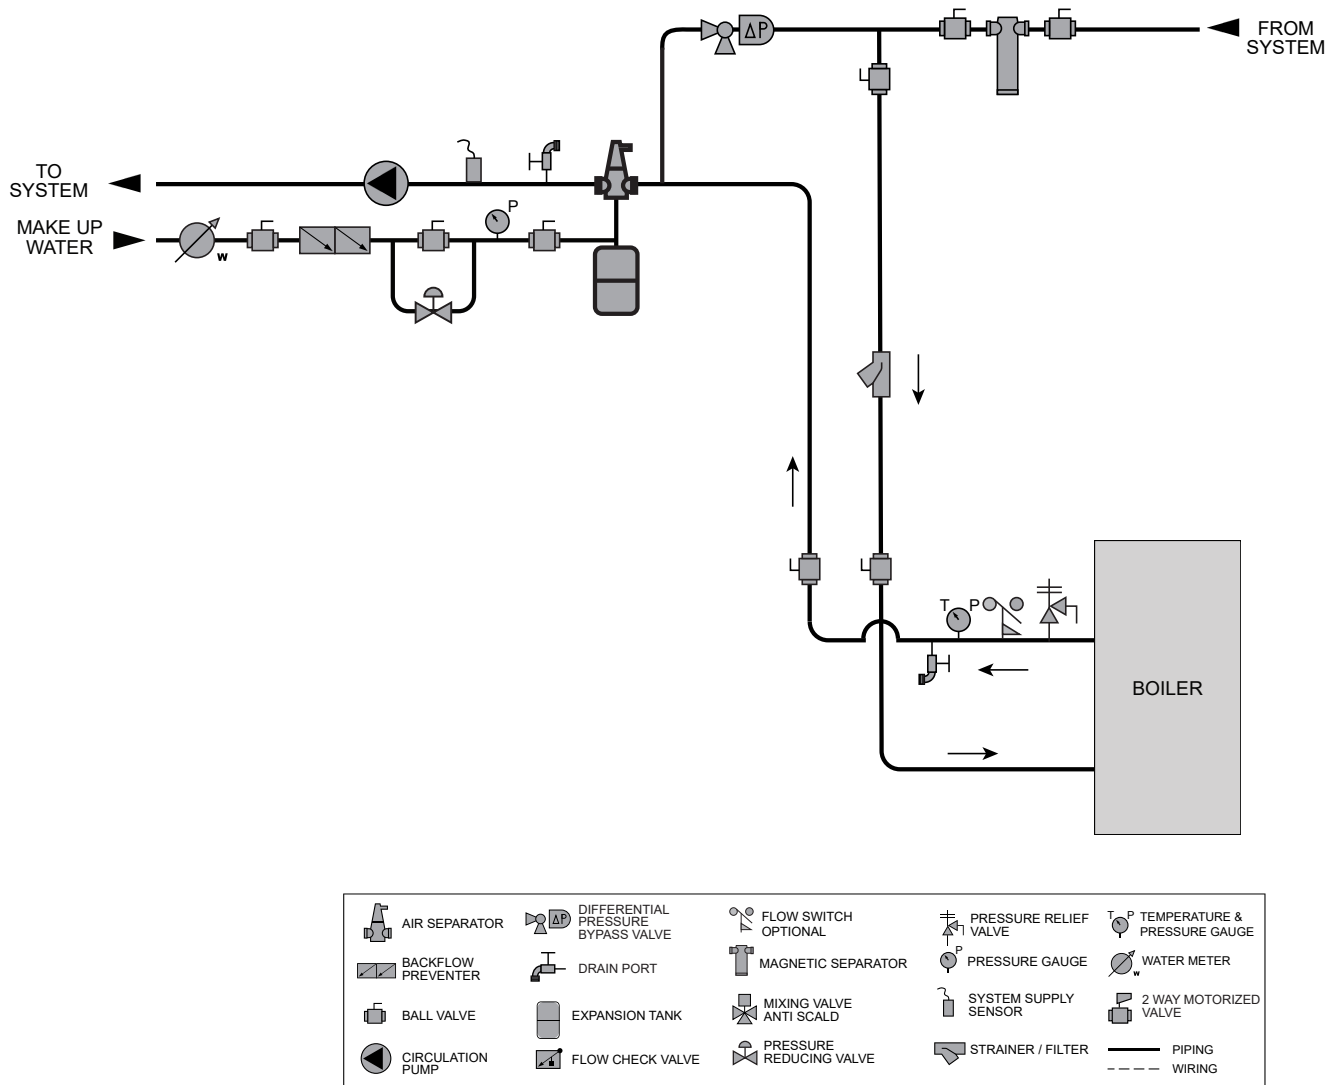 ΔP
FROM
SYSTEM
TO
SYSTEM
MAKE UP
WATER
P
w
T P
BOILER
AIR SEPARATOR
DIFFERENTIAL
PRESSURE
BYPASS VALVE
ΔP
FLOW SWITCH
OPTIONAL
PRESSURE RELIEF
VALVE
T P
TEMPERATURE &
PRESSURE GAUGE
BACKFLOW
PREVENTER
DRAIN PORT
MAGNETIC SEPARATOR
P
PRESSURE GAUGE
w
WATER METER
BALL VALVE
EXPANSION TANK
MIXING VALVE
ANTI SCALD
SYSTEM SUPPLY
SENSOR
2 WAY MOTORIZED
VALVE
CIRCULATION
PUMP
FLOW CHECK VALVE
PRESSURE
REDUCING VALVE
STRAINER / FILTER
PIPING
WIRING